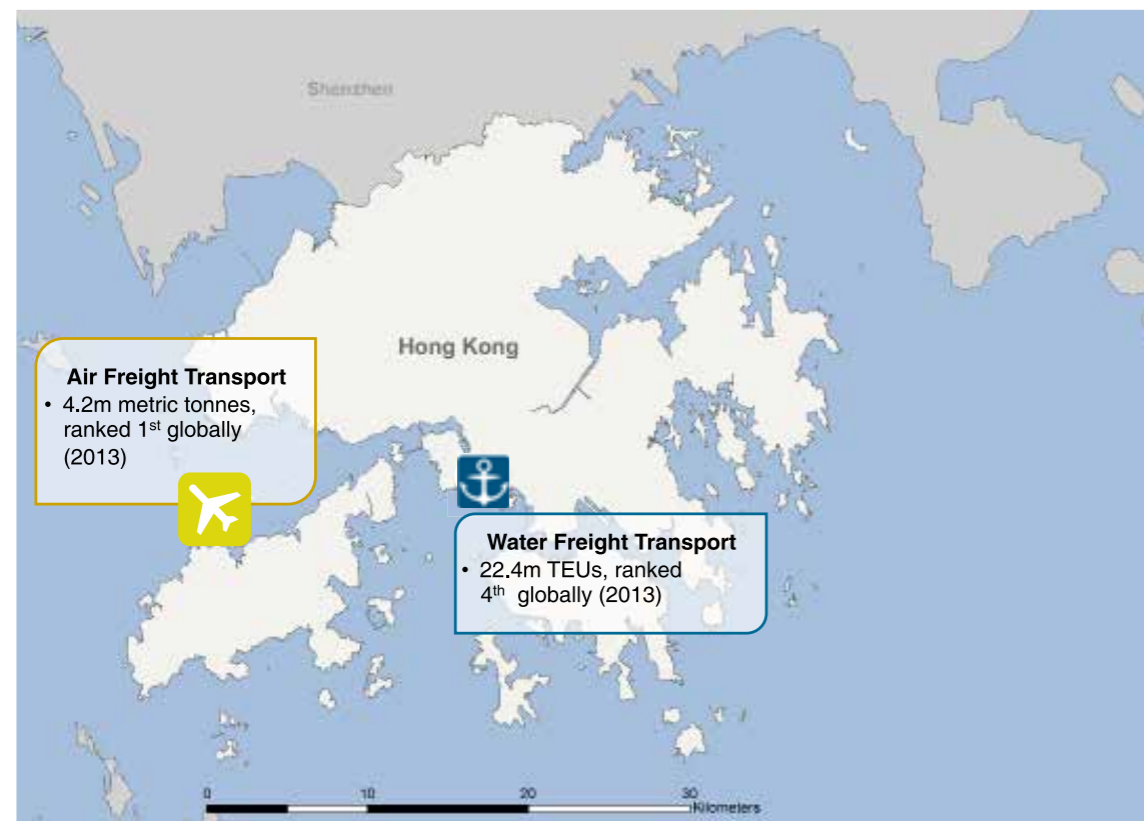 Shenzhen
Hong Kong
Air Freight Transport
• 4.2m metric tonnes,
ranked 1st globally
(2013)
Water Freight Transport
• 22.4m TEUs, ranked
4th globally (2013)
0 10 20 30
Kilometers